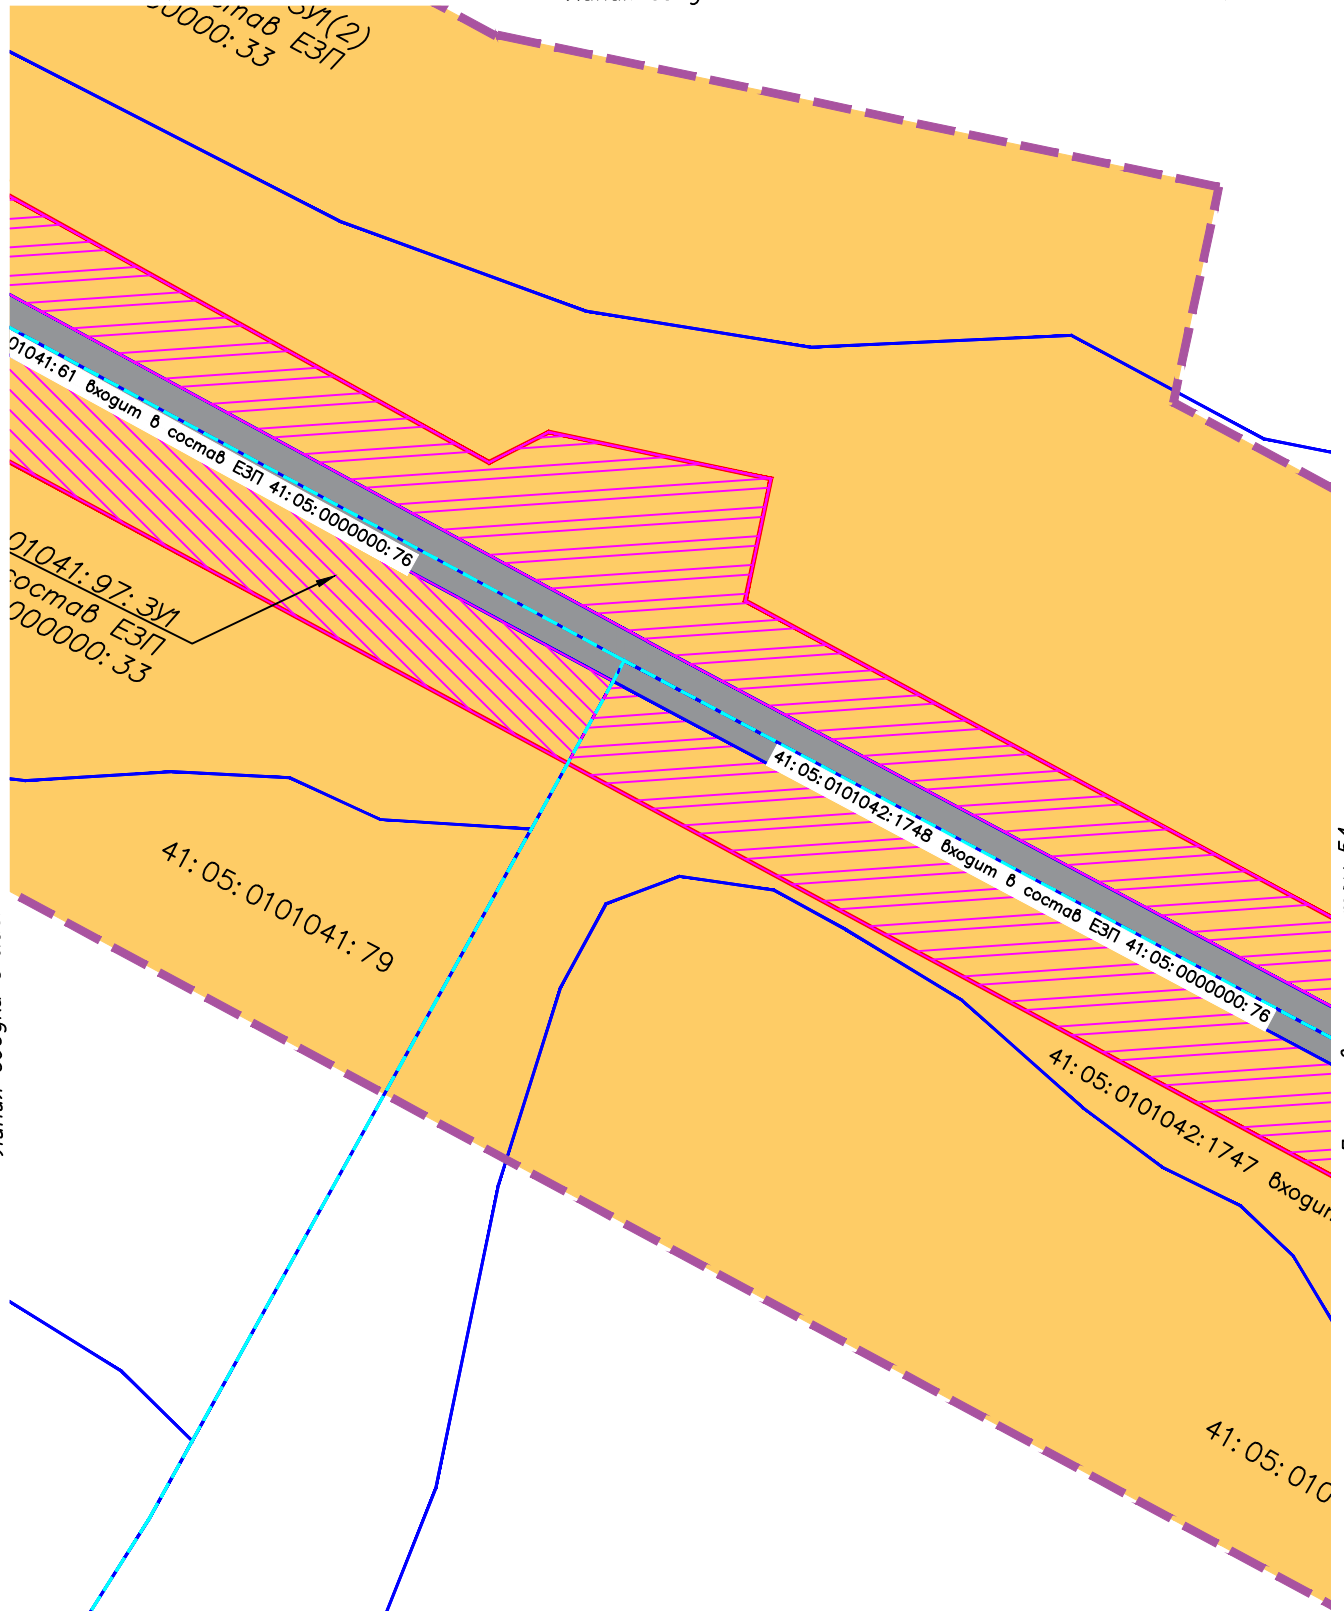 ЗУ1(2)
став ЕЗП
00000:33
01041:61 входит в состав ЕЗП 41:05:0000000:76
01041:97:ЗУ1
состав ЕЗП
000000:33
41:05:0101042:1748 входит в состав ЕЗП 41:05:0000000:76
41:05:0101041:79
41:05:0101042:1747 входит
41:05:010